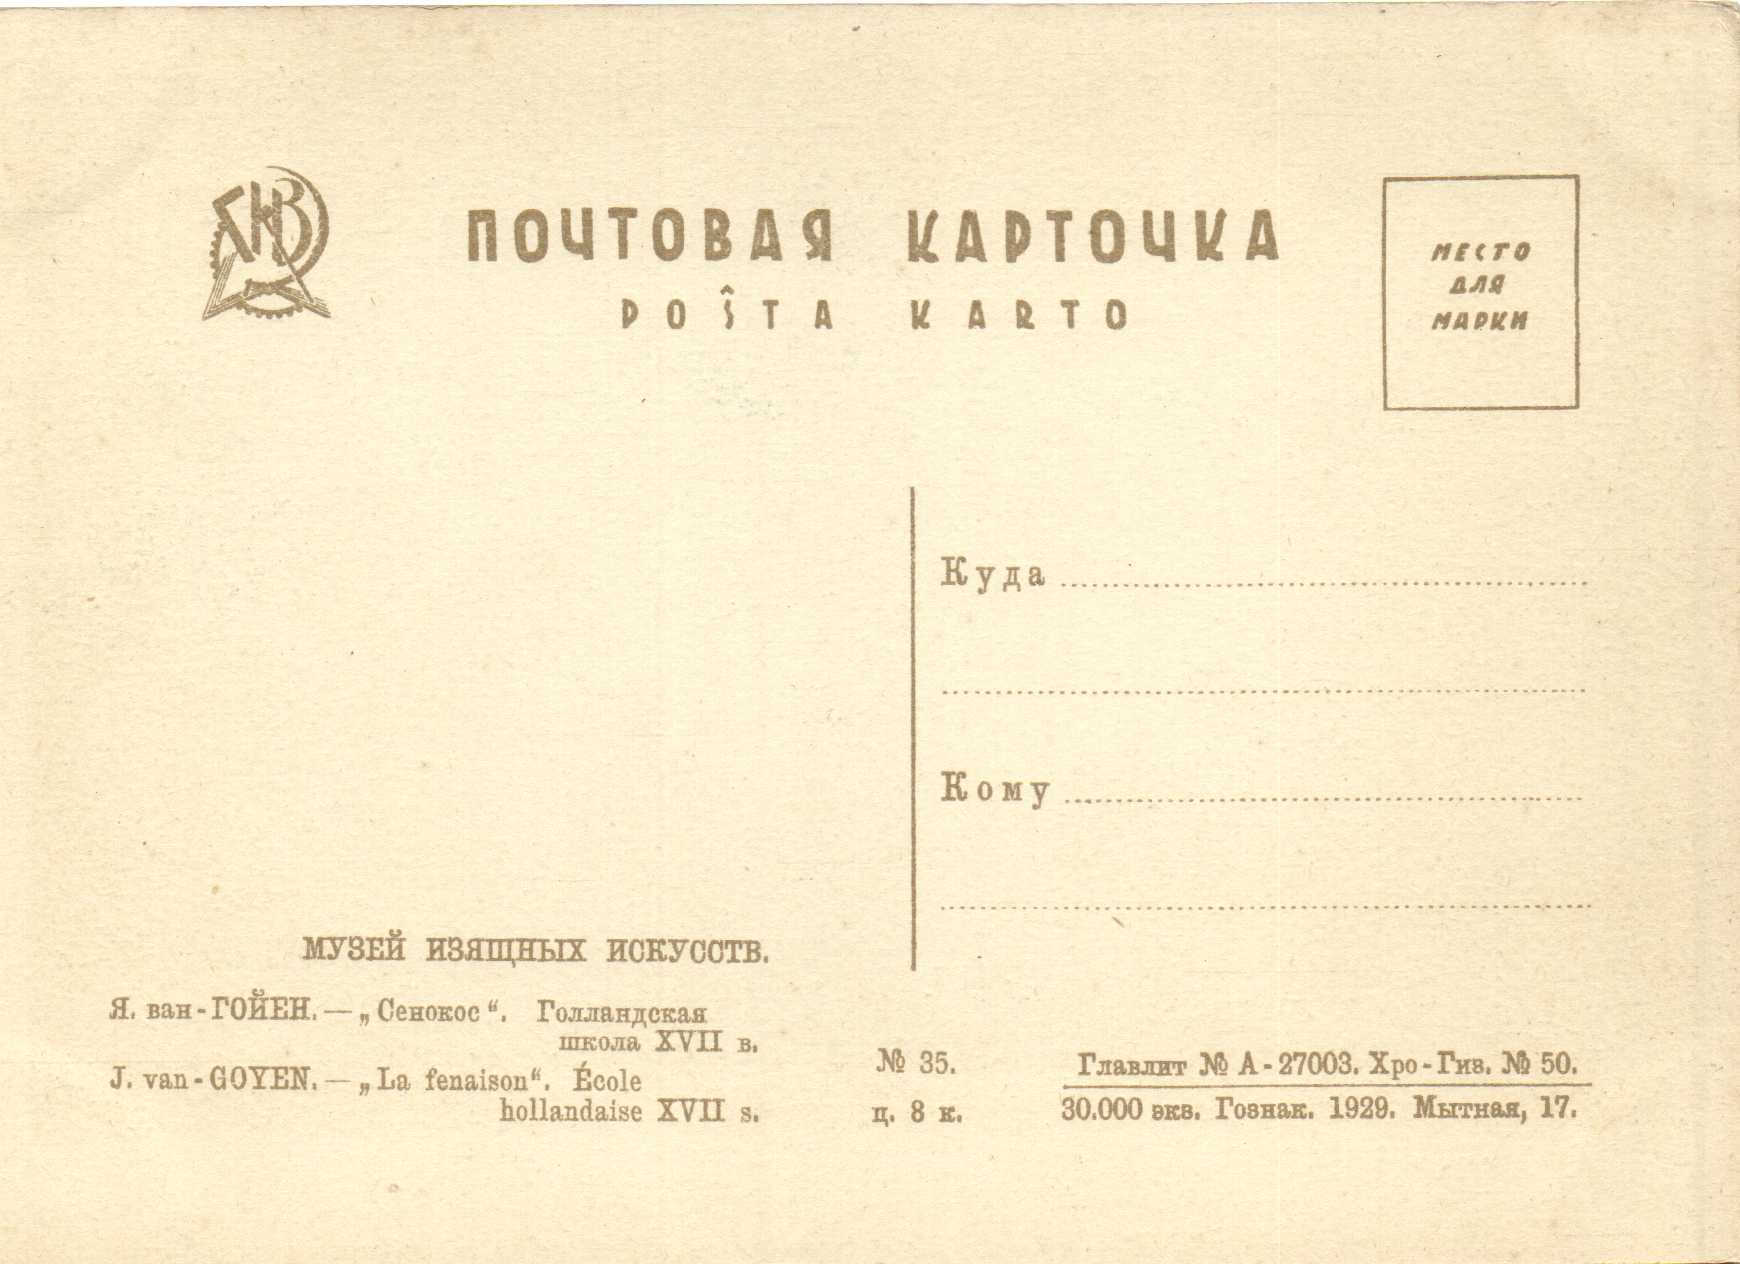 ПОЧТОВАЯ КАРТОЧКА
POŜTA KARTO
МЕСТО
ДЛЯ
МАРКИ
Куда
Кому
МУЗЕЙ ИЗЯЩНЫХ ИСКУССТВ.
Я. ван-ГОЙЕН.—„Сенокос“. Голландская
школа XVII в.
J. van-GOYEN.—„La fenaison“. École
hollandaise XVII s.
№ 35.
ц. 8 к.
Главлит № А-27003. Хро-Гиз. № 50.
30.000 экз. Гознак. 1929. Мытная, 17.